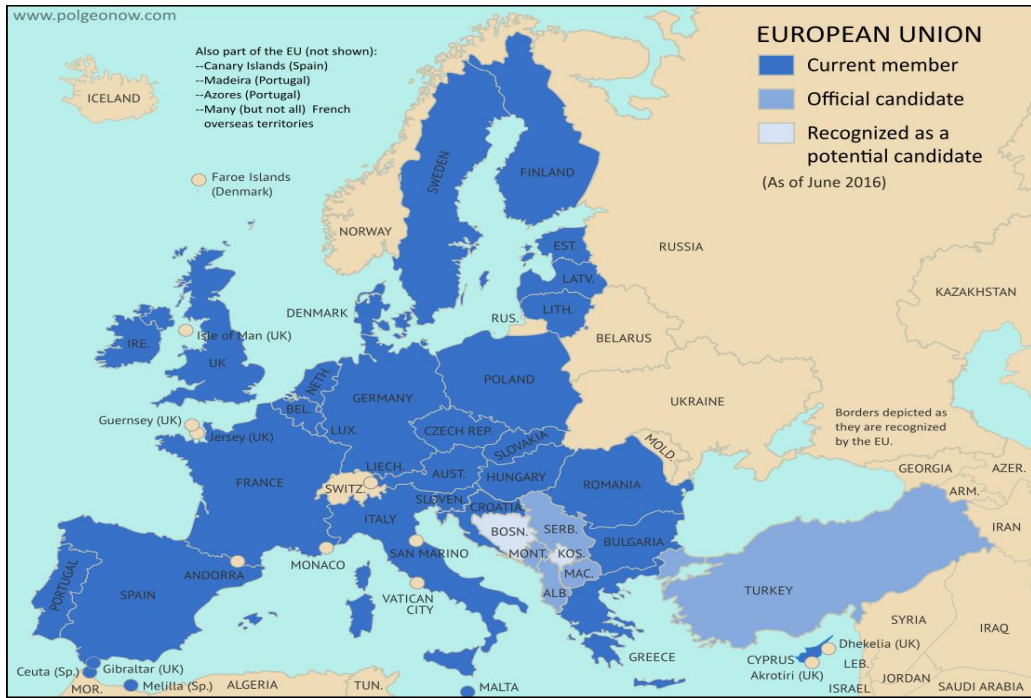 www.polgeonow.com
Also part of the EU (not shown):
--Canary Islands (Spain)
--Madeira (Portugal)
--Azores (Portugal)
--Many (but not all) French
overseas territories
EUROPEAN UNION
Current member
Official candidate
Recognized as a
potential candidate
(As of June 2016)
ICELAND
Faroe Islands
(Denmark)
SWEDEN
FINLAND
NORWAY
RUSSIA
EST.
LATV.
LITH.
RUS.
DENMARK
KAZAKHSTAN
BELARUS
IRE.
Isle of Man (UK)
UK
NETH.
BEL.
GERMANY
POLAND
UKRAINE
Guernsey (UK)
Jersey (UK)
LUX.
CZECH REP.
SLOVAKIA
MOLD.
Borders depicted as
they are recognized
by the EU.
FRANCE
LIECH.
SWITZ.
AUST.
HUNGARY
ROMANIA
GEORGIA
AZER.
ARM.
SLOVEN.
CROATIA
ITALY
BOSN.
SERB.
BULGARIA
IRAN
SAN MARINO
MONT.
KOS.
MONACO
ANDORRA
MAC.
ALB.
VATICAN
CITY
PORTUGAL
SPAIN
TURKEY
SYRIA
IRAQ
GREECE
CYPRUS
Dhekelia (UK)
Akrotiri (UK)
LEB.
JORDAN
ISRAEL
SAUDI ARABIA
Ceuta (Sp.)
Gibraltar (UK)
MOR.
Melilla (Sp.)
ALGERIA
TUN.
MALTA